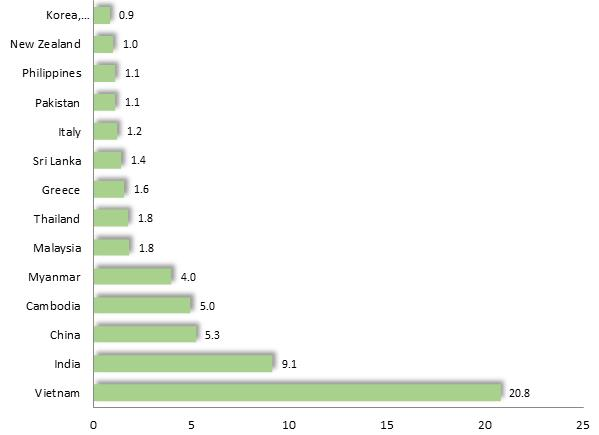 Korea,... 0.9
New Zealand 1.0
Philippines 1.1
Pakistan 1.1
Italy 1.2
Sri Lanka 1.4
Greece 1.6
Thailand 1.8
Malaysia 1.8
Myanmar 4.0
Cambodia 5.0
China 5.3
India 9.1
Vietnam 20.8
0 5 10 15 20 25